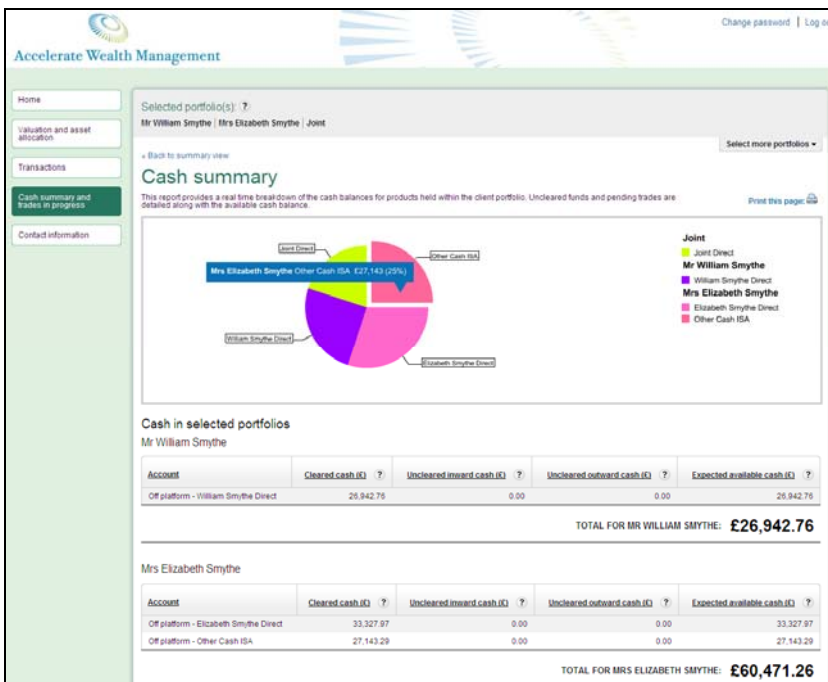 Change password | Log o
Accelerate Wealth Management
Home
Valuation and asset
allocation
Transactions
Cash summary and
trades in progress
Contact information
Selected portfolio(s): ?
Mr William Smythe | Mrs Elizabeth Smythe | Joint
Select more portfolios
« Back to summary view
Cash summary
This report provides a real time breakdown of the cash balances for products held within the client portfolio. Uncleared funds and pending trades are
detailed along with the available cash balance.
Print this page:
Joint Direct
Other Cash ISA
Mrs Elizabeth Smythe Other Cash ISA £27,143 (25%)
William Smythe Direct
Elizabeth Smythe Direct
Joint
Joint Direct
Mr William Smythe
William Smythe Direct
Mrs Elizabeth Smythe
Elizabeth Smythe Direct
Other Cash ISA
Cash in selected portfolios
Mr William Smythe
Account Cleared cash (£) ? Uncleared inward cash (£) ? Uncleared outward cash (£) ? Expected available cash (£) ?
Off platform - William Smythe Direct 26,942.76 0.00 0.00 26,942.76
TOTAL FOR MR WILLIAM SMYTHE: £26,942.76
Mrs Elizabeth Smythe
Account Cleared cash (£) ? Uncleared inward cash (£) ? Uncleared outward cash (£) ? Expected available cash (£) ?
Off platform - Elizabeth Smythe Direct 33,327.97 0.00 0.00 33,327.97
Off platform - Other Cash ISA 27,143.29 0.00 0.00 27,143.29
TOTAL FOR MRS ELIZABETH SMYTHE: £60,471.26